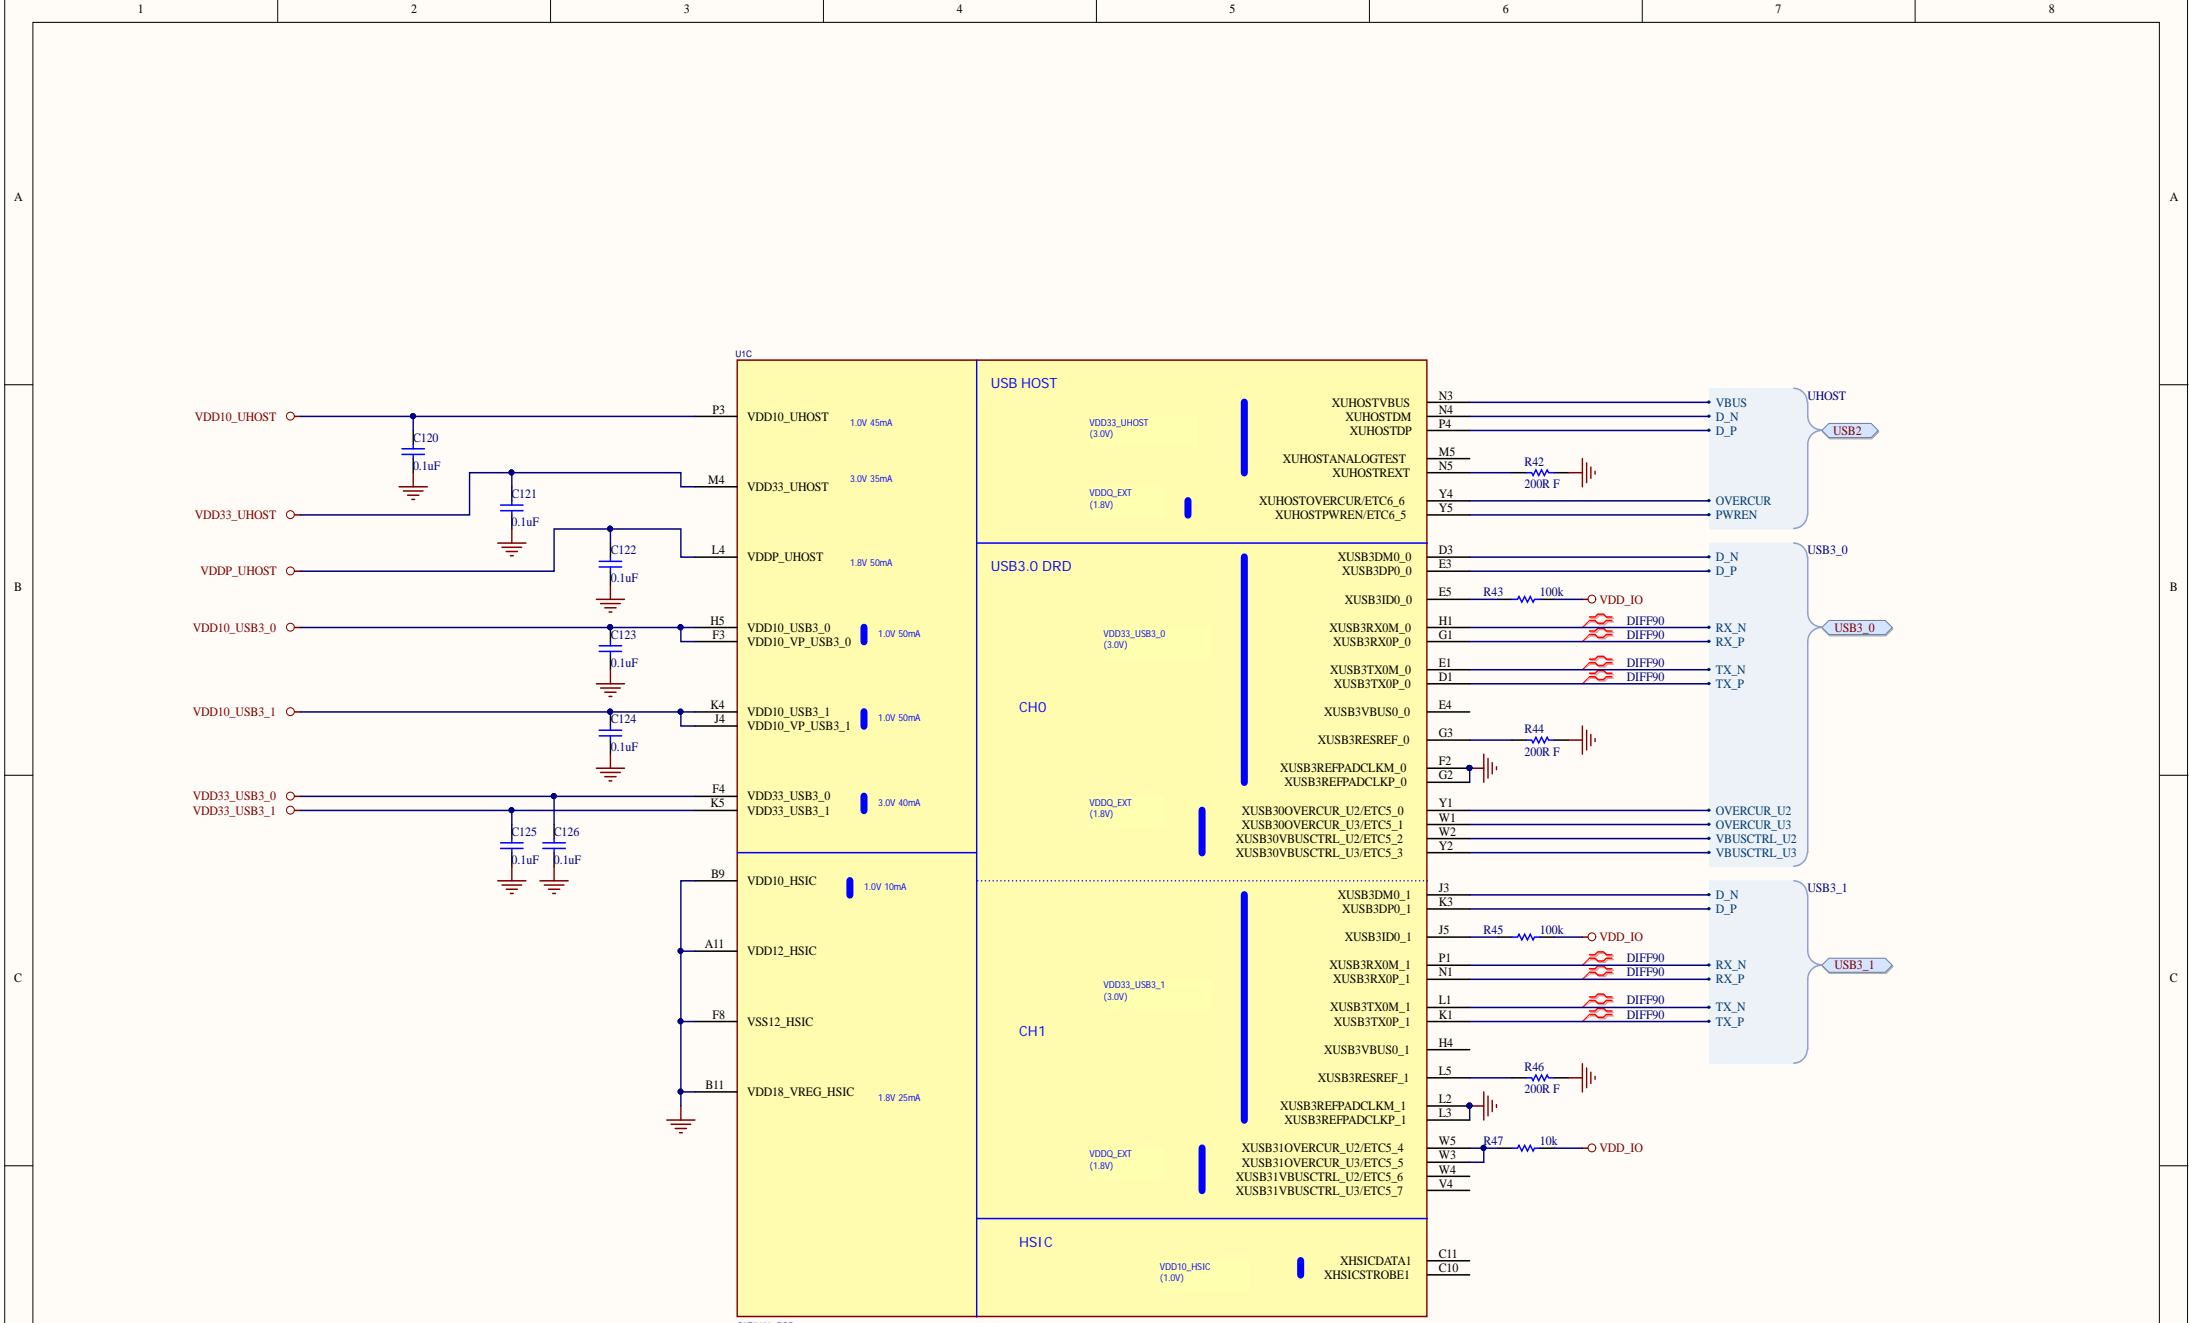 1 2 3 4 5 6 7 8
A A
B B
C C
U1C
VDD10_UHOST
C120
0.1uF
VDD33_UHOST
C121
0.1uF
VDDP_UHOST
C122
0.1uF
VDD10_USB3_0
C123
0.1uF
VDD10_USB3_1
C124
0.1uF
VDD33_USB3_0
VDD33_USB3_1
C125 C126
0.1uF 0.1uF
P3 VDD10_UHOST 1.0V 45mA
M4 VDD33_UHOST 3.0V 35mA
L4 VDDP_UHOST 1.8V 50mA
H5 VDD10_USB3_0
F3 VDD10_VP_USB3_0
1.0V 50mA
K4 VDD10_USB3_1
J4 VDD10_VP_USB3_1
1.0V 50mA
F4 VDD33_USB3_0
K5 VDD33_USB3_1
3.0V 40mA
B9 VDD10_HSIC 1.0V 10mA
A11 VDD12_HSIC
F8 VSS12_HSIC
B11 VDD18_VREG_HSIC 1.8V 25mA
USB HOST
VDD33_UHOST
(3.0V)
VDDQ_EXT
(1.8V)
XUHOSTVBUS N3 VBUS
XUHOSTDM N4 D_N
XUHOSTDP P4 D_P
XUHOSTANALOGTEST M5
XUHOSTREXT N5 R42
200R F
XUHOSTOVERCUR/ETC6_6 Y4 OVERCUR
XUHOSTPWREN/ETC6_5 Y5 PWREN
UHOST
USB2
USB3.0 DRD
CH0
VDD33_USB3_0
(3.0V)
VDDQ_EXT
(1.8V)
XUSB3DM0_0 D3 D_N
XUSB3DP0_0 E3 D_P
XUSB3ID0_0 E5 R43 100k VDD_IO
XUSB3RX0M_0 H1 DIFF90 RX_N
XUSB3RX0P_0 G1 DIFF90 RX_P
XUSB3TX0M_0 E1 DIFF90 TX_N
XUSB3TX0P_0 D1 DIFF90 TX_P
XUSB3VBUS0_0 E4
XUSB3RESREF_0 G3 R44
200R F
XUSB3REFPADCLKM_0 F2
XUSB3REFPADCLKP_0 G2
XUSB30OVERCUR_U2/ETC5_0 Y1 OVERCUR_U2
XUSB30OVERCUR_U3/ETC5_1 W1 OVERCUR_U3
XUSB30VBUSCTRL_U2/ETC5_2 W2 VBUSCTRL_U2
XUSB30VBUSCTRL_U3/ETC5_3 Y2 VBUSCTRL_U3
USB3_0
USB3_0
CH1
VDD33_USB3_1
(3.0V)
VDDQ_EXT
(1.8V)
XUSB3DM0_1 J3 D_N
XUSB3DP0_1 K3 D_P
XUSB3ID0_1 J5 R45 100k VDD_IO
XUSB3RX0M_1 P1 DIFF90 RX_N
XUSB3RX0P_1 N1 DIFF90 RX_P
XUSB3TX0M_1 L1 DIFF90 TX_N
XUSB3TX0P_1 K1 DIFF90 TX_P
XUSB3VBUS0_1 H4
XUSB3RESREF_1 L5 R46
200R F
XUSB3REFPADCLKM_1 L2
XUSB3REFPADCLKP_1 L3
XUSB31OVERCUR_U2/ETC5_4 W5 R47 10k VDD_IO
XUSB31OVERCUR_U3/ETC5_5 W3
XUSB31VBUSCTRL_U2/ETC5_6 W4
XUSB31VBUSCTRL_U3/ETC5_7 V4
USB3_1
USB3_1
HSIC
VDD10_HSIC
(1.0V)
XHSICDATA1 C11
XHSICSTROBE1 C10